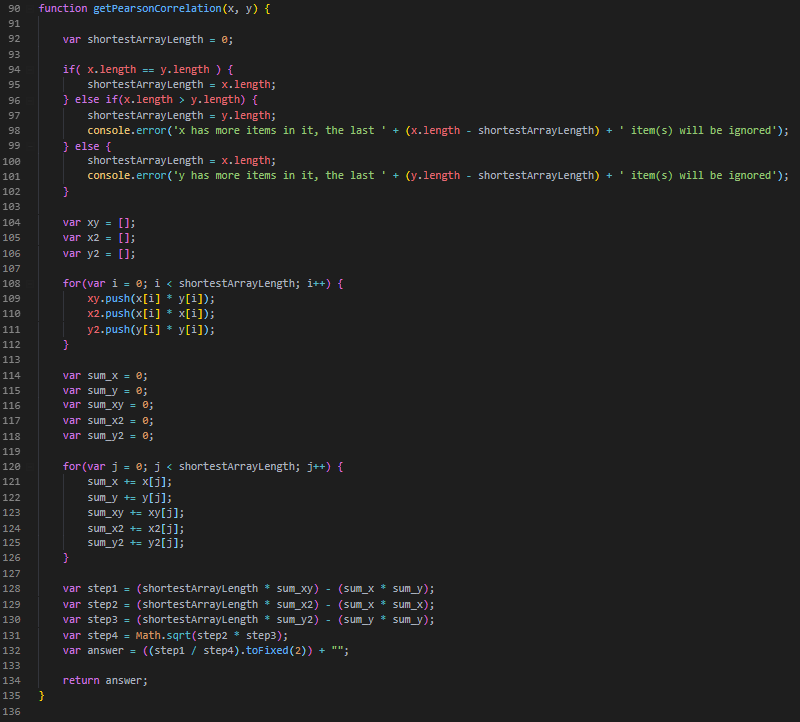 90 function getPearsonCorrelation(x, y) {
91
92 var shortestArrayLength = 0;
93
94 if( x.length == y.length ) {
95 shortestArrayLength = x.length;
96 } else if(x.length > y.length) {
97 shortestArrayLength = y.length;
98 console.error('x has more items in it, the last ' + (x.length - shortestArrayLength) + ' item(s) will be ignored');
99 } else {
100 shortestArrayLength = x.length;
101 console.error('y has more items in it, the last ' + (y.length - shortestArrayLength) + ' item(s) will be ignored');
102 }
103
104 var xy = [];
105 var x2 = [];
106 var y2 = [];
107
108 for(var i = 0; i < shortestArrayLength; i++) {
109 xy.push(x[i] * y[i]);
110 x2.push(x[i] * x[i]);
111 y2.push(y[i] * y[i]);
112 }
113
114 var sum_x = 0;
115 var sum_y = 0;
116 var sum_xy = 0;
117 var sum_x2 = 0;
118 var sum_y2 = 0;
119
120 for(var j = 0; j < shortestArrayLength; j++) {
121 sum_x += x[j];
122 sum_y += y[j];
123 sum_xy += xy[j];
124 sum_x2 += x2[j];
125 sum_y2 += y2[j];
126 }
127
128 var step1 = (shortestArrayLength * sum_xy) - (sum_x * sum_y);
129 var step2 = (shortestArrayLength * sum_x2) - (sum_x * sum_x);
130 var step3 = (shortestArrayLength * sum_y2) - (sum_y * sum_y);
131 var step4 = Math.sqrt(step2 * step3);
132 var answer = ((step1 / step4).toFixed(2)) + "";
133
134 return answer;
135 }
136